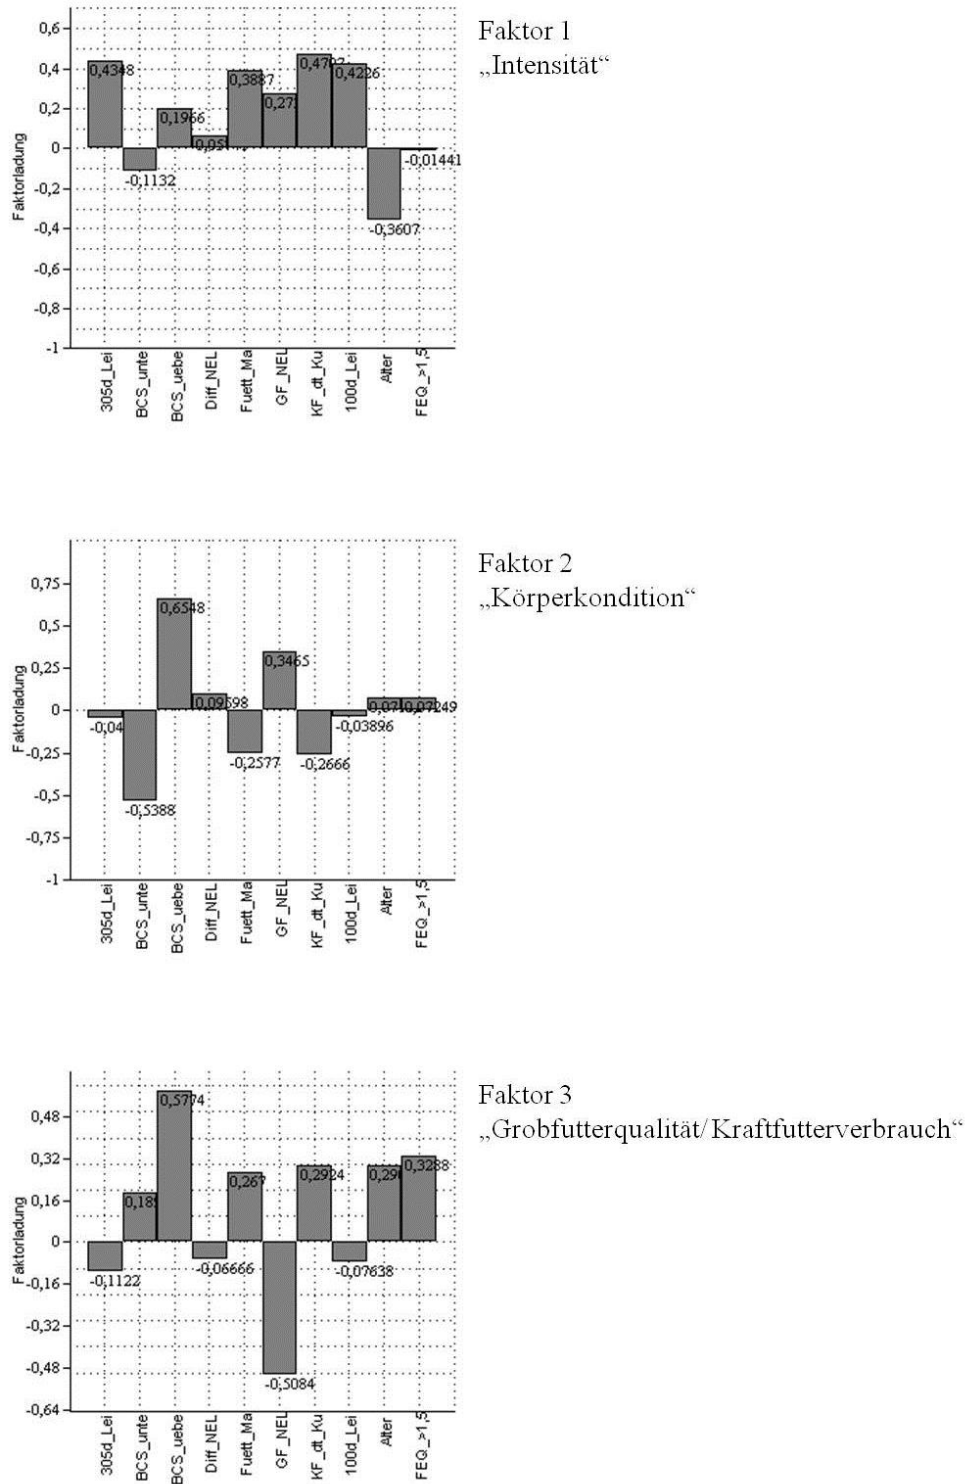 Faktor 1
„Intensität“
Faktorladung
0,6
0,4
0,2
0
-0,2
-0,4
-0,6
-0,8
-1
0,4348
-0,1132
0,1966
0,3887
0,4226
-0,3607
-0,01441
305d_Lei
BCS_unte
BCS_uebe
Diff_NEL
Fuett_Ma
GF_NEL
KF_dt_Ku
100d_Lei
Alter
FEQ_>1,5
Faktor 2
„Körperkondition“
Faktorladung
0,75
0,5
0,25
0
-0,25
-0,5
-0,75
-1
-0,04
-0,5388
0,6548
0,09598
-0,2577
0,3465
-0,2666
-0,03896
0,07249
305d_Lei
BCS_unte
BCS_uebe
Diff_NEL
Fuett_Ma
GF_NEL
KF_dt_Ku
100d_Lei
Alter
FEQ_>1,5
Faktor 3
„Grobfutterqualität/Kraftfutterverbrauch“
Faktorladung
0,48
0,32
0,16
0
-0,16
-0,32
-0,48
-0,64
-0,1122
0,5774
-0,06666
0,267
-0,5084
0,2924
-0,07638
0,3288
305d_Lei
BCS_unte
BCS_uebe
Diff_NEL
Fuett_Ma
GF_NEL
KF_dt_Ku
100d_Lei
Alter
FEQ_>1,5